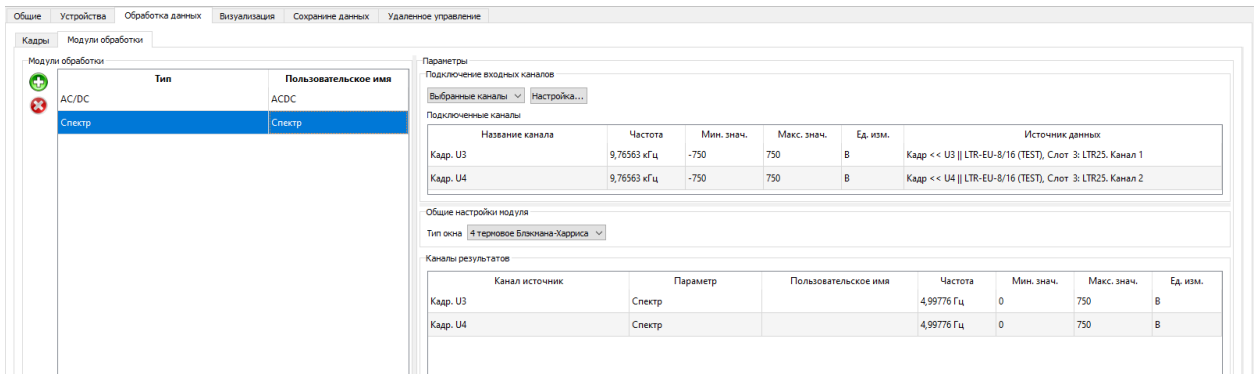 Общие Устройства Обработка данных Визуализация Сохранине данных Удаленное управление
Кадры Модули обработки
Модули обработки
Тип Пользовательское имя
AC/DC ACDC
Спектр Спектр
Параметры
Подключение входных каналов
Выбранные каналы Настройка...
Подключенные каналы
Название канала Частота Мин. знач. Макс. знач. Ед. изм. Источник данных
Кадр. U3 9,76563 кГц -750 750 В Кадр << U3 || LTR-EU-8/16 (TEST), Слот 3: LTR25. Канал 1
Кадр. U4 9,76563 кГц -750 750 В Кадр << U4 || LTR-EU-8/16 (TEST), Слот 3: LTR25. Канал 2
Общие настройки модуля
Тип окна 4 термовое Блэкмана-Харриса
Каналы результатов
Канал источник Параметр Пользовательское имя Частота Мин. знач. Макс. знач. Ед. изм.
Кадр. U3 Спектр 4,99776 Гц 0 750 В
Кадр. U4 Спектр 4,99776 Гц 0 750 В